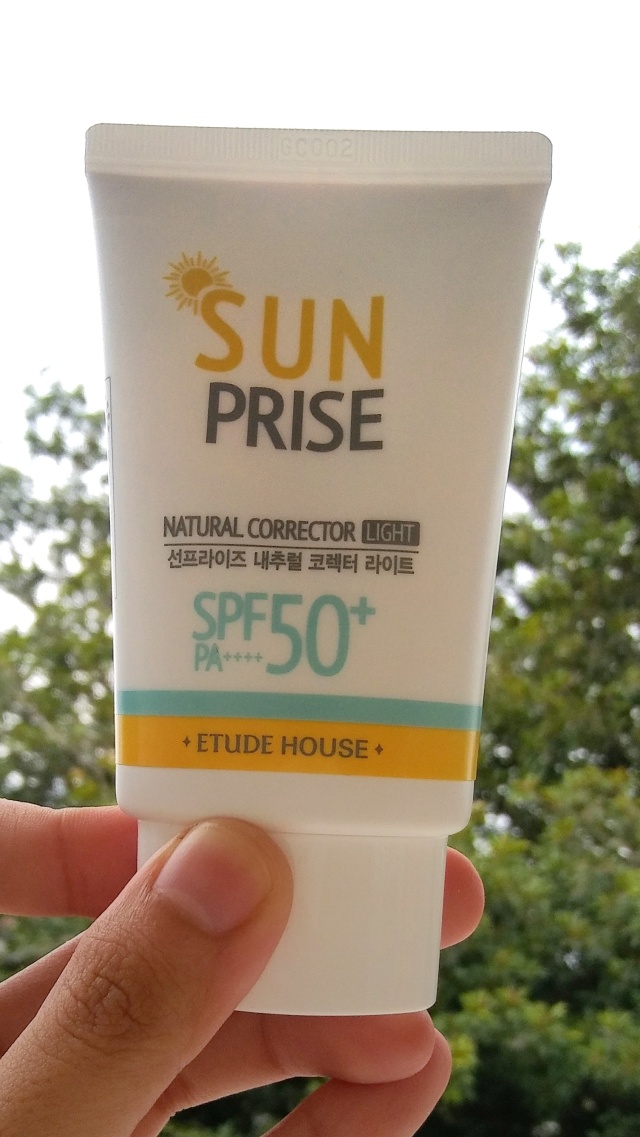 GC002
SUN
PRISE
NATURAL CORRECTOR LIGHT
선프라이즈 내추럴 코렉터 라이트
SPF50+
PA++++
ETUDE HOUSE